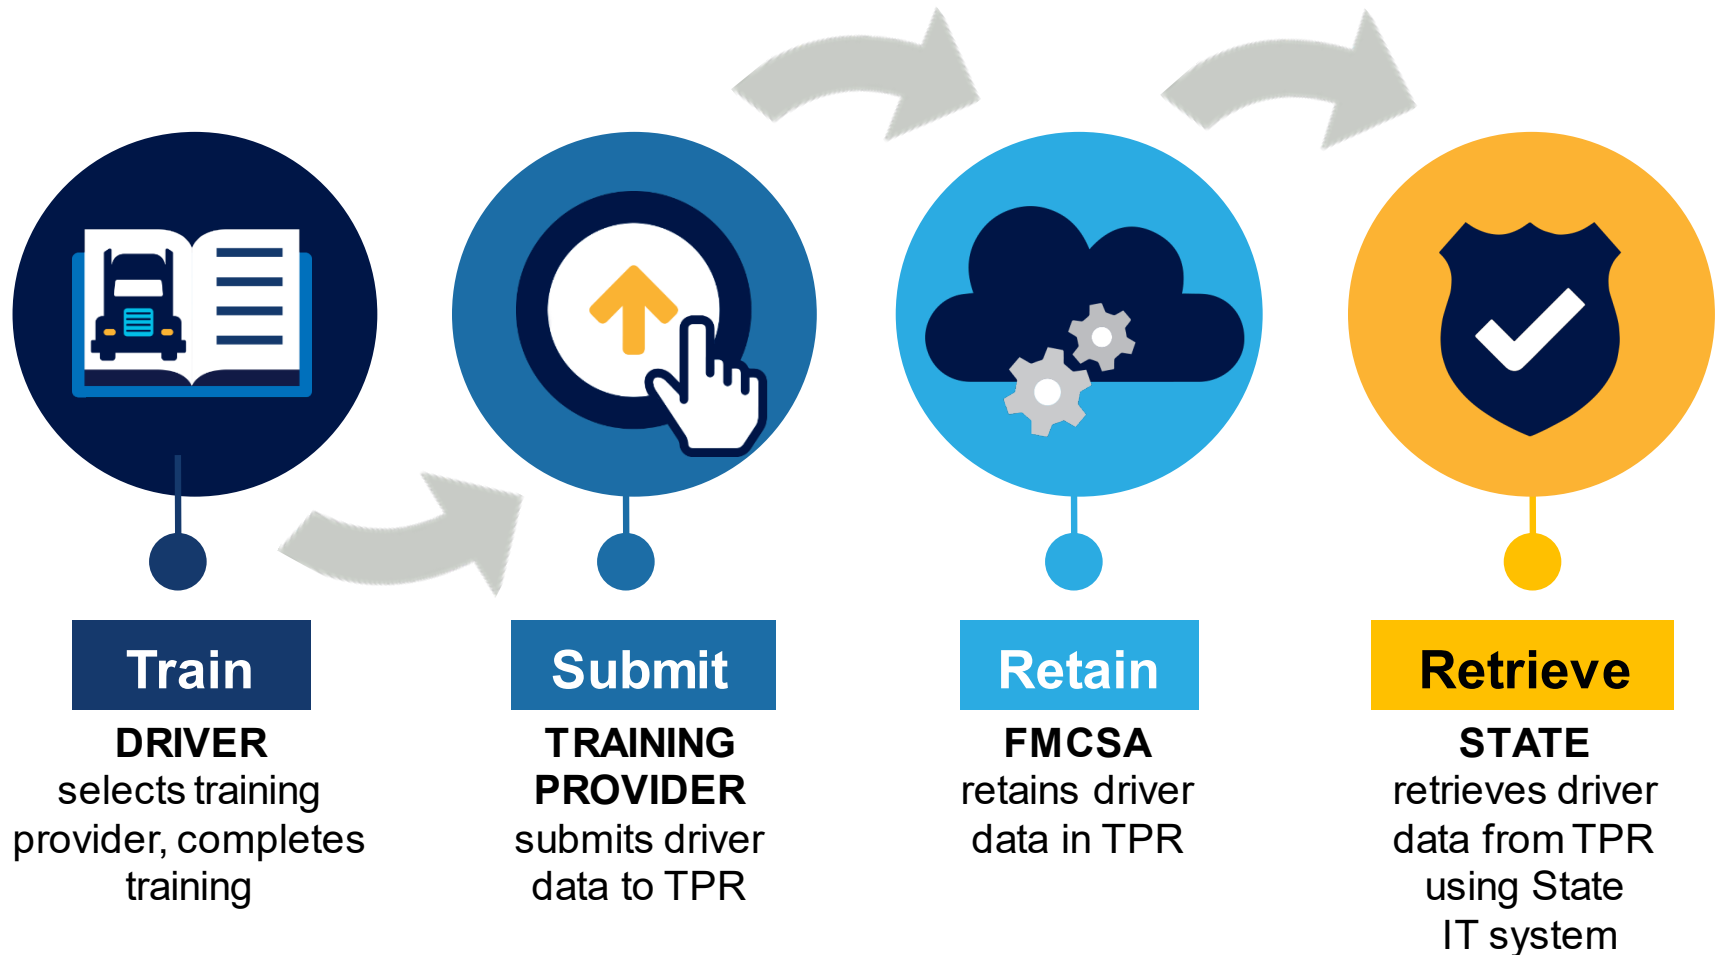 Train
DRIVER
selects training
provider, completes
training
Submit
TRAINING
PROVIDER
submits driver
data to TPR
Retain
FMCSA
retains driver
data in TPR
Retrieve
STATE
retrieves driver
data from TPR
using State
IT system